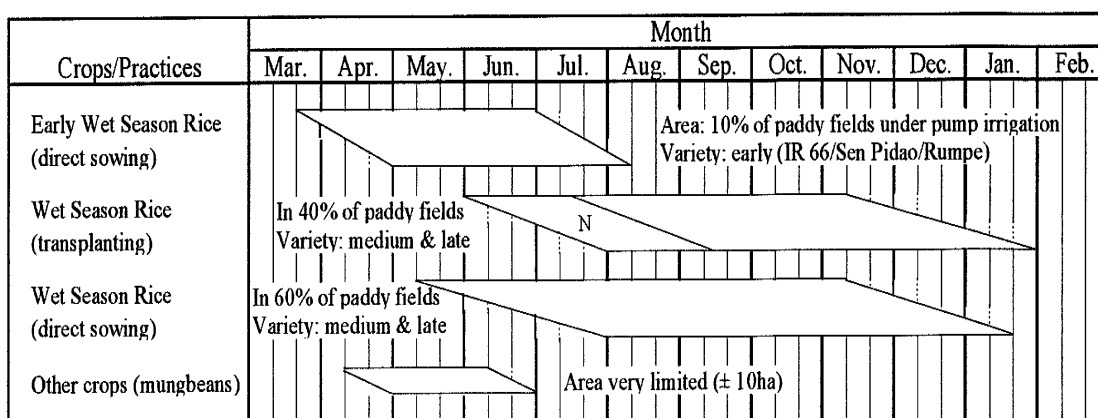 Month
Crops/Practices Mar. Apr. May. Jun. Jul. Aug. Sep. Oct. Nov. Dec. Jan. Feb.
Early Wet Season Rice
(direct sowing)
Area: 10% of paddy fields under pump irrigation
Variety: early (IR 66/Sen Pidao/Rumpe)
Wet Season Rice
(transplanting)
In 40% of paddy fields
Variety: medium & late
N
Wet Season Rice
(direct sowing)
In 60% of paddy fields
Variety: medium & late
Other crops (mungbeans)
Area very limited (± 10ha)